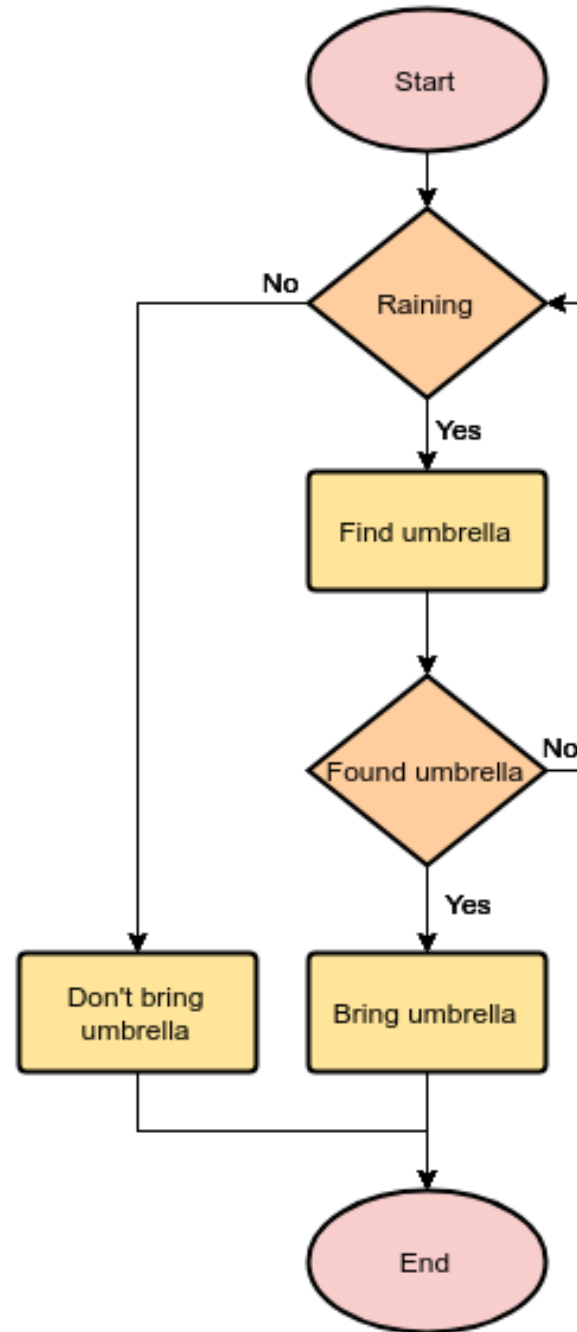 Start
No
Raining
Yes
Find umbrella
Found umbrella
No
Yes
Don't bring
umbrella
Bring umbrella
End